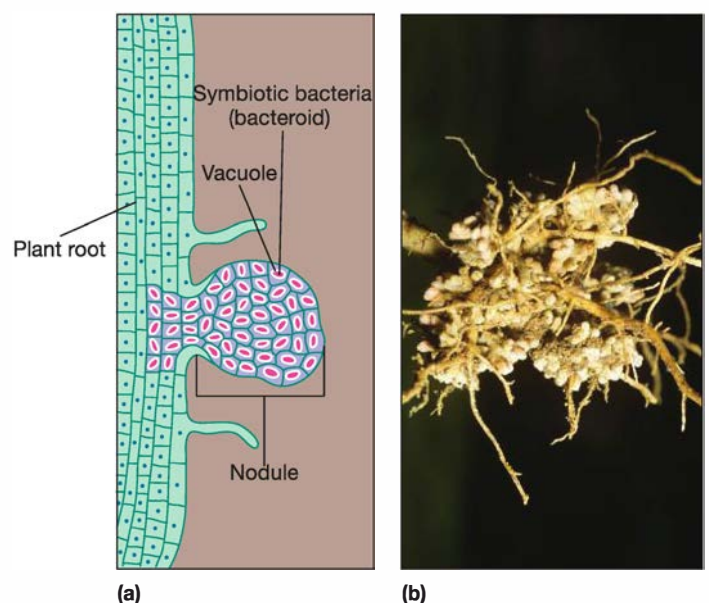 Symbiotic bacteria
(bacteroid)
Vacuole
Plant root
Nodule
(a)
(b)